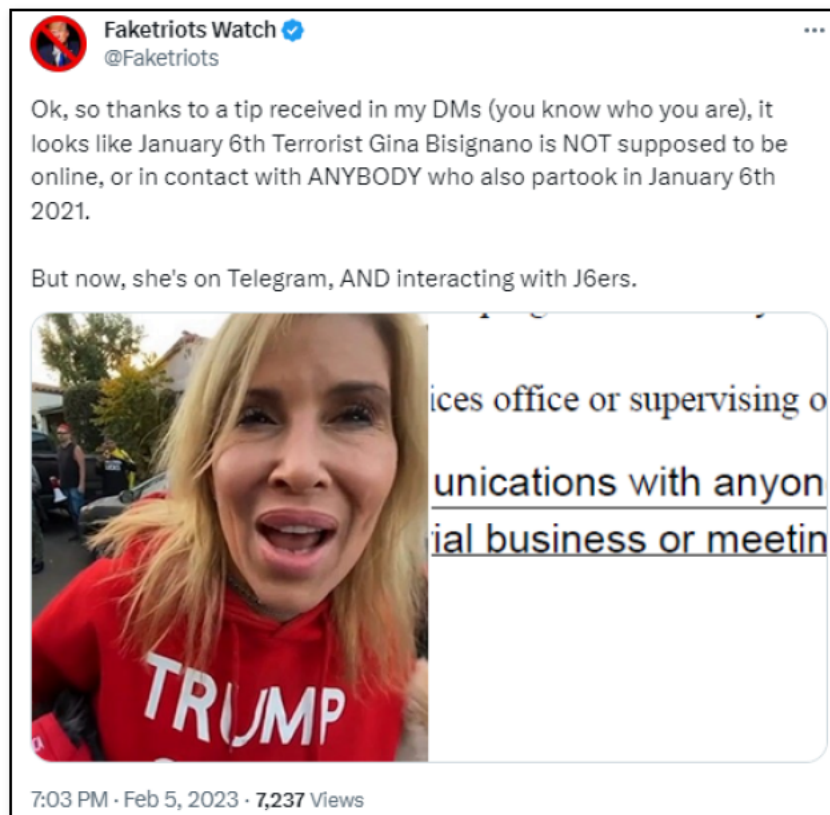 Faketriots Watch
@Faketriots
Ok, so thanks to a tip received in my DMs (you know who you are), it
looks like January 6th Terrorist Gina Bisignano is NOT supposed to be
online, or in contact with ANYBODY who also partook in January 6th
2021.
But now, she's on Telegram, AND interacting with J6ers.
ices office or supervising o
unications with anyon
ial business or meetin
TRUMP
7:03 PM · Feb 5, 2023 · 7,237 Views